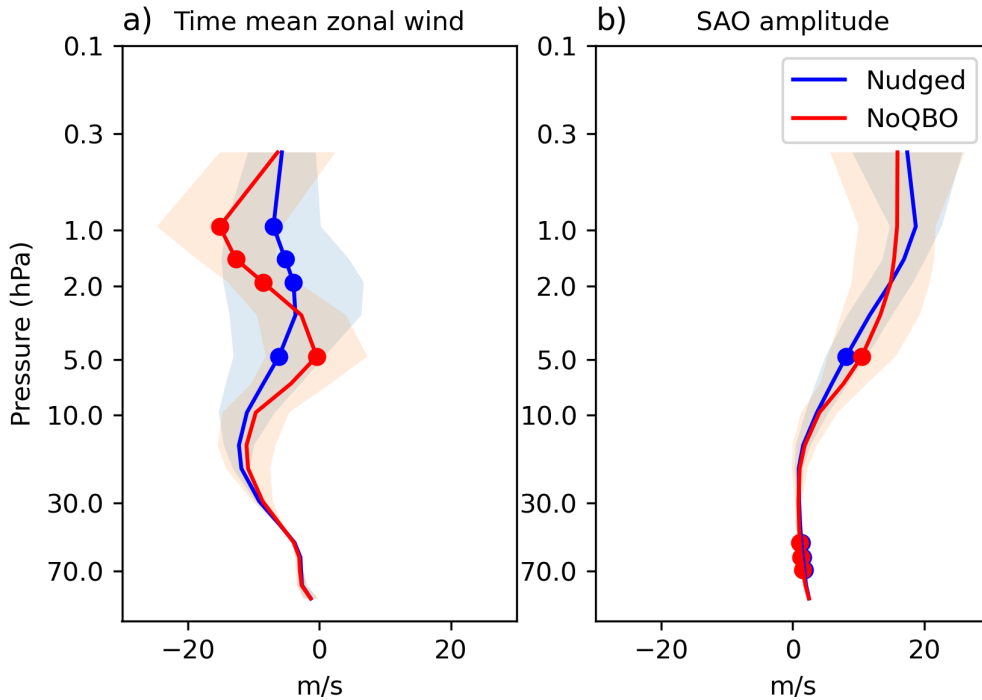 a) Time mean zonal wind
b) SAO amplitude
Pressure (hPa)
0.1
0.3
1.0
2.0
5.0
10.0
30.0
70.0
−20 0 20
m/s
0.1
0.3
1.0
2.0
5.0
10.0
30.0
70.0
−20 0 20
m/s
Nudged
NoQBO